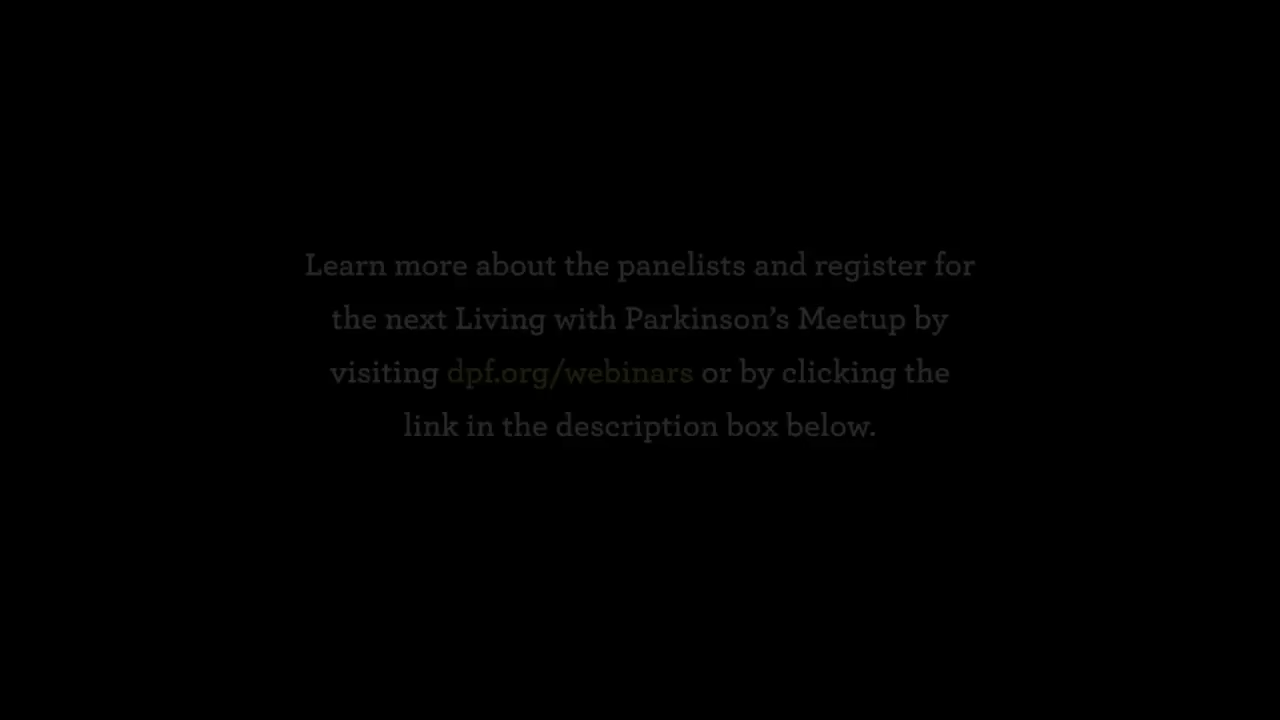 Learn more about the panelists and register for
the next Living with Parkinson’s Meetup by
visiting dpf.org/webinars or by clicking the
link in the description box below.